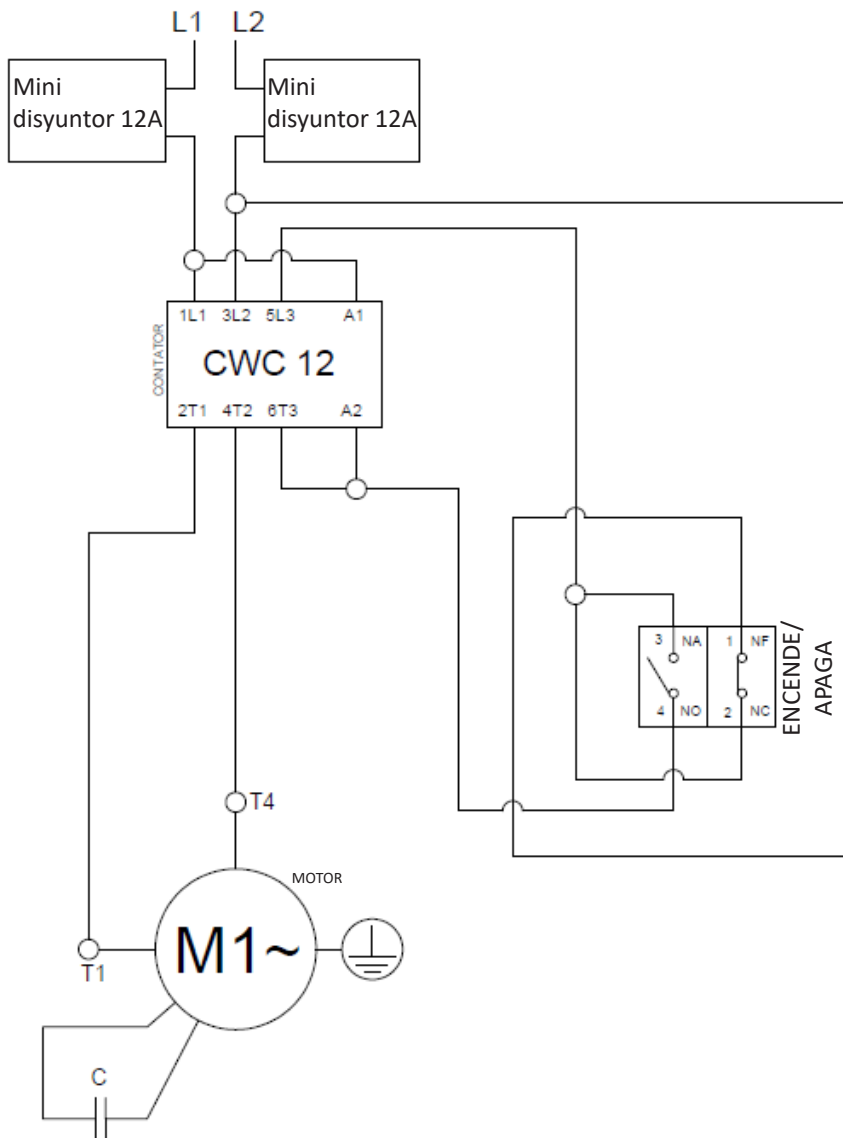 L1 L2
Mini
disyuntor 12A
Mini
disyuntor 12A
1L1 3L2 5L3 A1
CONTATOR
CWC 12
2T1 4T2 6T3 A2
3 NA 1 NF
4 NO 2 NC
ENCENDE/
APAGA
T4
MOTOR
M1~
T1
C